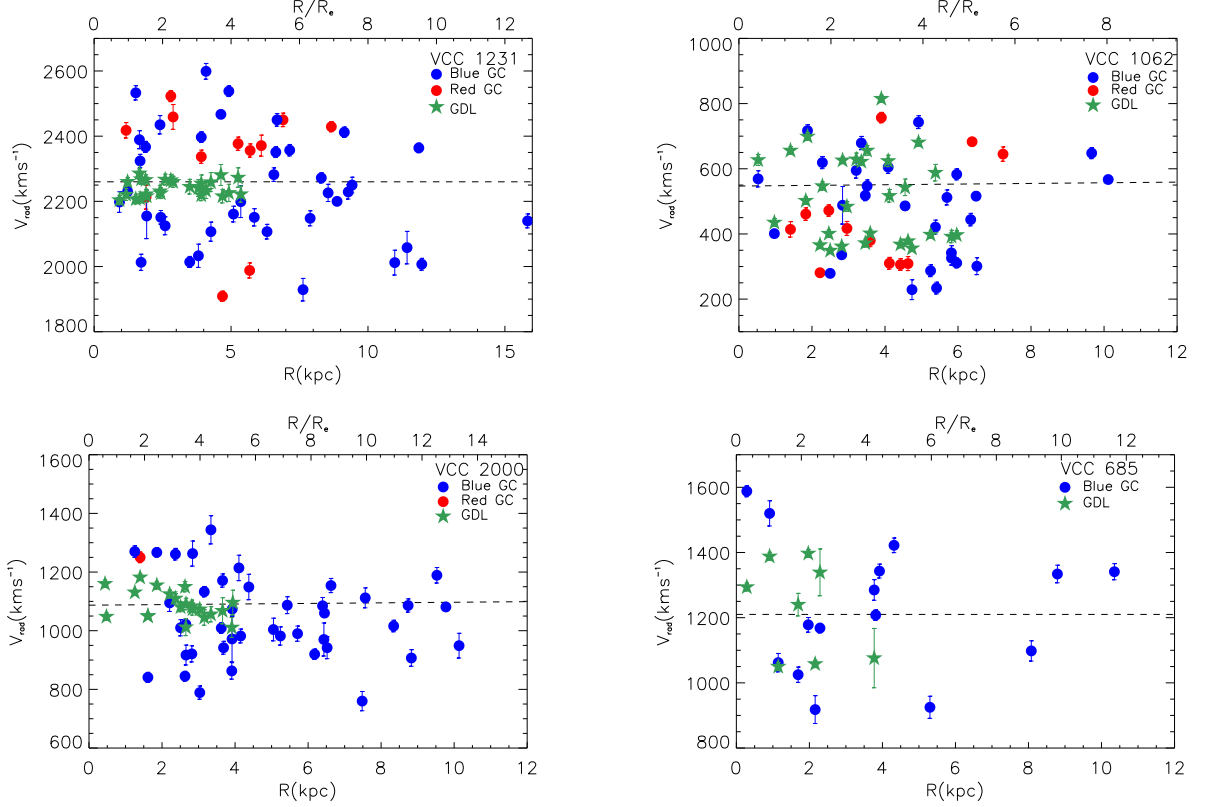 R/Rₑ
0 2 4 6 8 10 12
VCC 1231
Blue GC
Red GC
GDL
Vrad(kms⁻¹)
2600
2400
2200
2000
1800
0 5 10 15
R(kpc)
R/Rₑ
0 2 4 6 8
VCC 1062
Blue GC
Red GC
GDL
Vrad(kms⁻¹)
1000
800
600
400
200
0 2 4 6 8 10 12
R(kpc)
R/Rₑ
0 2 4 6 8 10 12 14
VCC 2000
Blue GC
Red GC
GDL
Vrad(kms⁻¹)
1600
1400
1200
1000
800
600
0 2 4 6 8 10 12
R(kpc)
R/Rₑ
0 2 4 6 8 10 12
VCC 685
Blue GC
GDL
Vrad(kms⁻¹)
1600
1400
1200
1000
800
0 2 4 6 8 10 12
R(kpc)